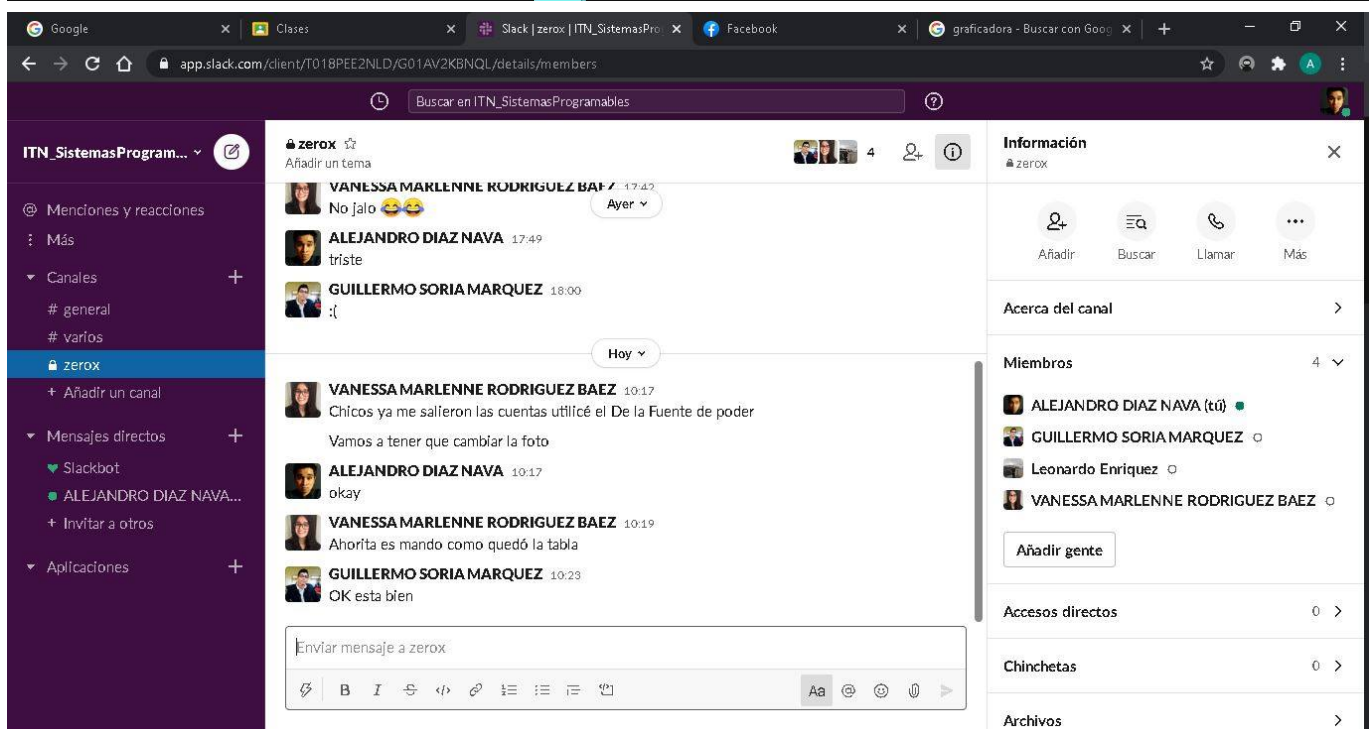 Google
Clases
Slack | zerox | ITN_SistemasPro
Facebook
graficadora - Buscar con Goog
app.slack.com/client/T018PEE2NLD/G01AV2KBNQL/details/members
A
Buscar en ITN_SistemasProgramables
ITN_SistemasProgram...
Menciones y reacciones
Más
Canales
# general
# varios
zerox
+ Añadir un canal
Mensajes directos
Slackbot
ALEJANDRO DIAZ NAVA...
+ Invitar a otros
Aplicaciones
zerox
Añadir un tema
4
VANESSA MARLENNE RODRIGUEZ BAEZ 17:42
No jalo 😂😂
Ayer
ALEJANDRO DIAZ NAVA 17:49
triste
GUILLERMO SORIA MARQUEZ 18:00
:(
Hoy
VANESSA MARLENNE RODRIGUEZ BAEZ 10:17
Chicos ya me salieron las cuentas utilicé el De la Fuente de poder
Vamos a tener que cambiar la foto
ALEJANDRO DIAZ NAVA 10:17
okay
VANESSA MARLENNE RODRIGUEZ BAEZ 10:19
Ahorita es mando como quedó la tabla
GUILLERMO SORIA MARQUEZ 10:23
OK esta bien
Enviar mensaje a zerox
B I S </> Aa @
Información
zerox
Añadir Buscar Llamar Más
Acerca del canal
Miembros 4
ALEJANDRO DIAZ NAVA (tú)
GUILLERMO SORIA MARQUEZ
Leonardo Enriquez
VANESSA MARLENNE RODRIGUEZ BAEZ
Añadir gente
Accesos directos 0
Chinchetas 0
Archivos